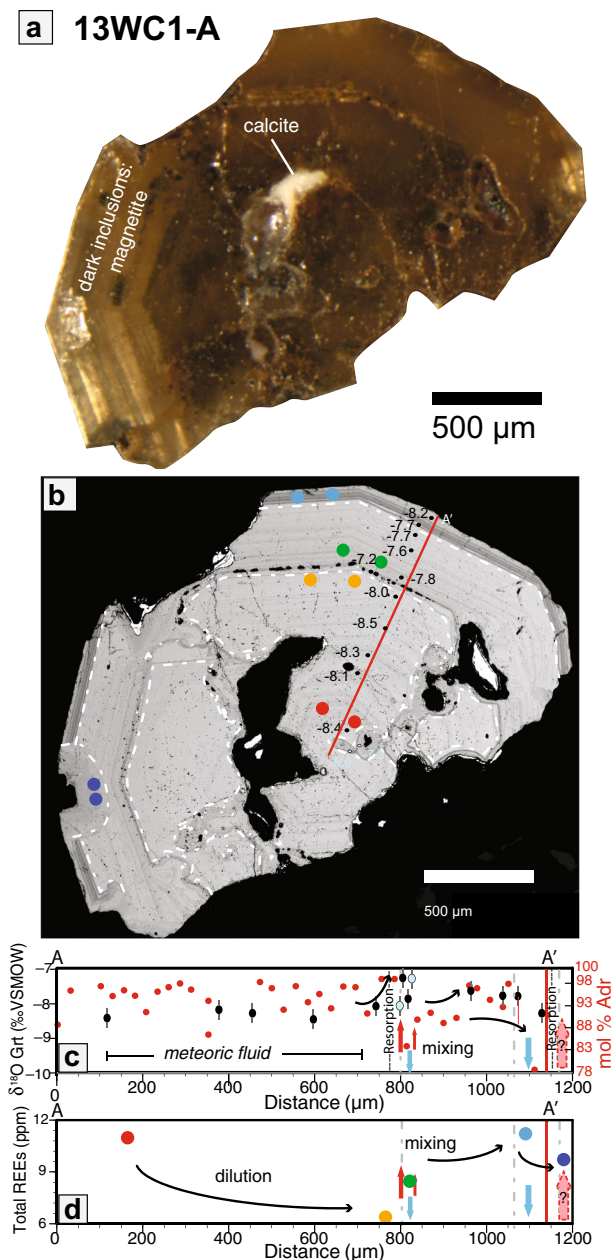 a 13WC1-A
calcite
dark inclusions:
magnetite
500 µm
b
-8.2
A'
-7.7
-7.7
-7.6
-7.2
-7.8
-8.0
-8.5
-8.3
-8.1
-8.4
0
500 µm
A A'
−7 100
−8 98
93
−9 88
83
−10 78
δ18O Grt (‰VSMOW)
mol % Adr
meteoric fluid
Resorption
mixing
Resorption
?
c
0 200 400 600 800 1000 1200
Distance (µm)
A A'
12
9
6
Total REEs (ppm)
dilution
mixing
?
d
0 200 400 600 800 1000 1200
Distance (µm)